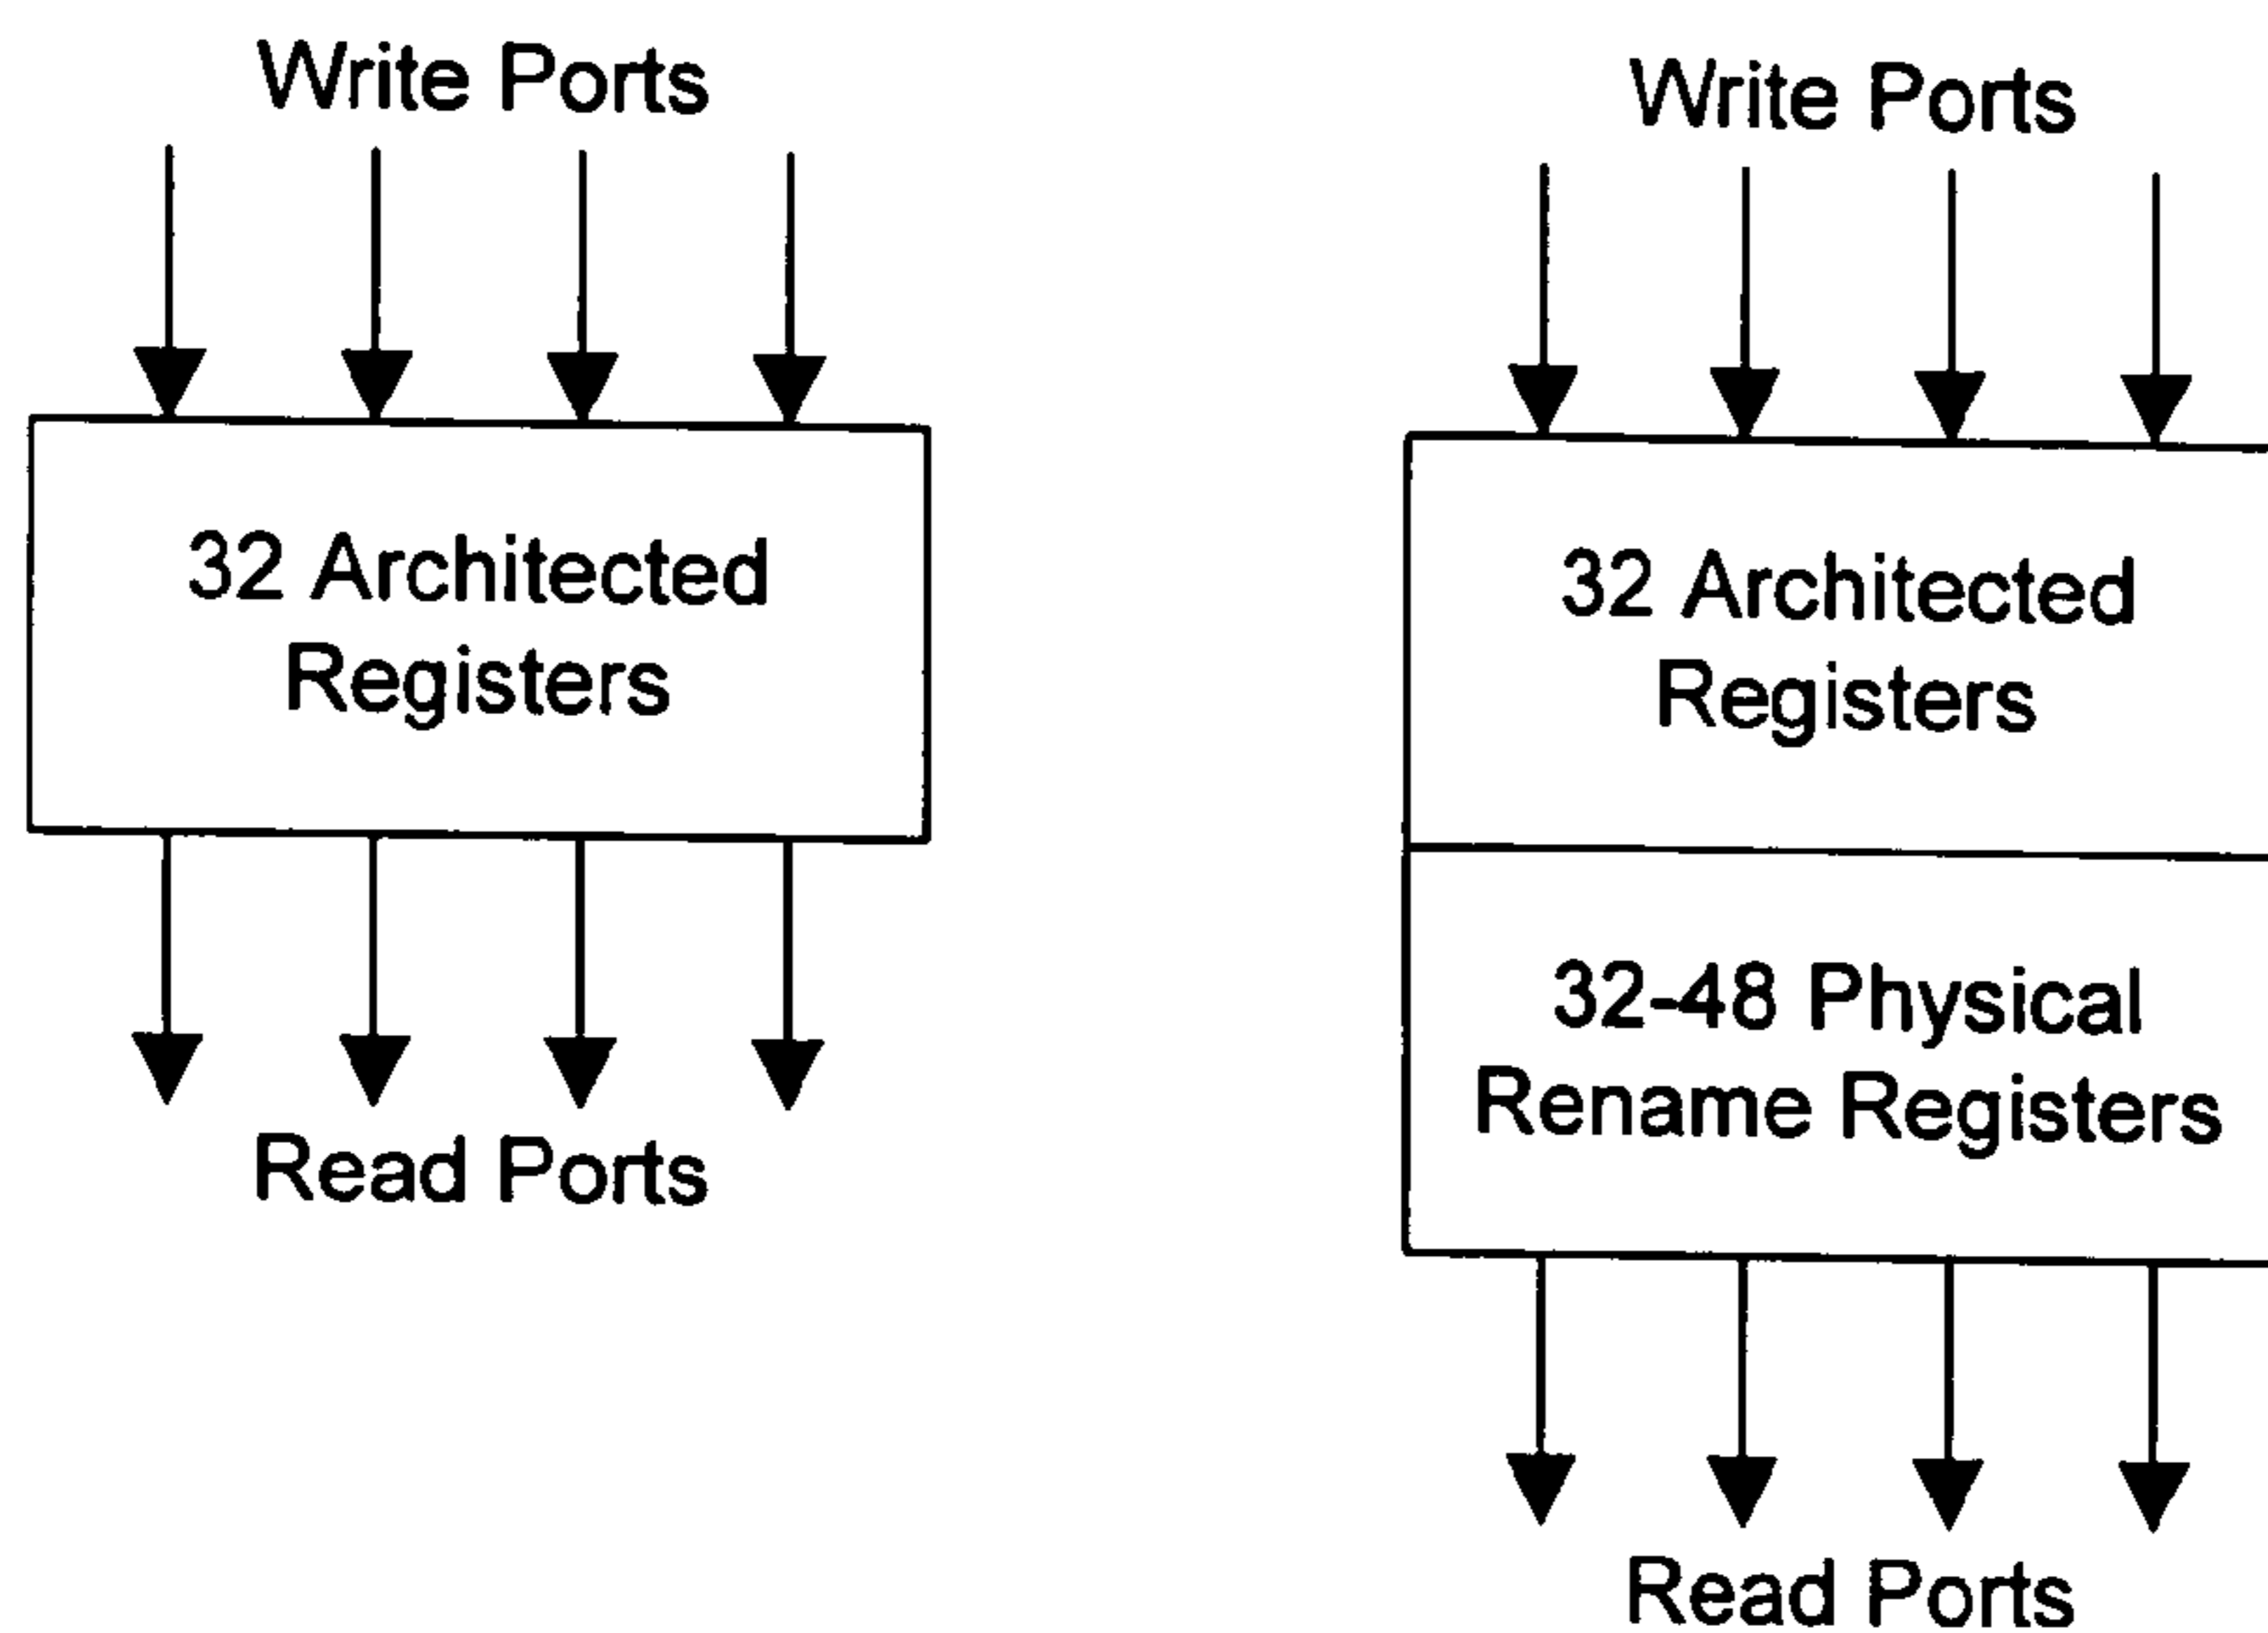 Write Ports
32 Architected
Registers
Read Ports
Write Ports
32 Architected
Registers
32-48 Physical
Rename Registers
Read Ports